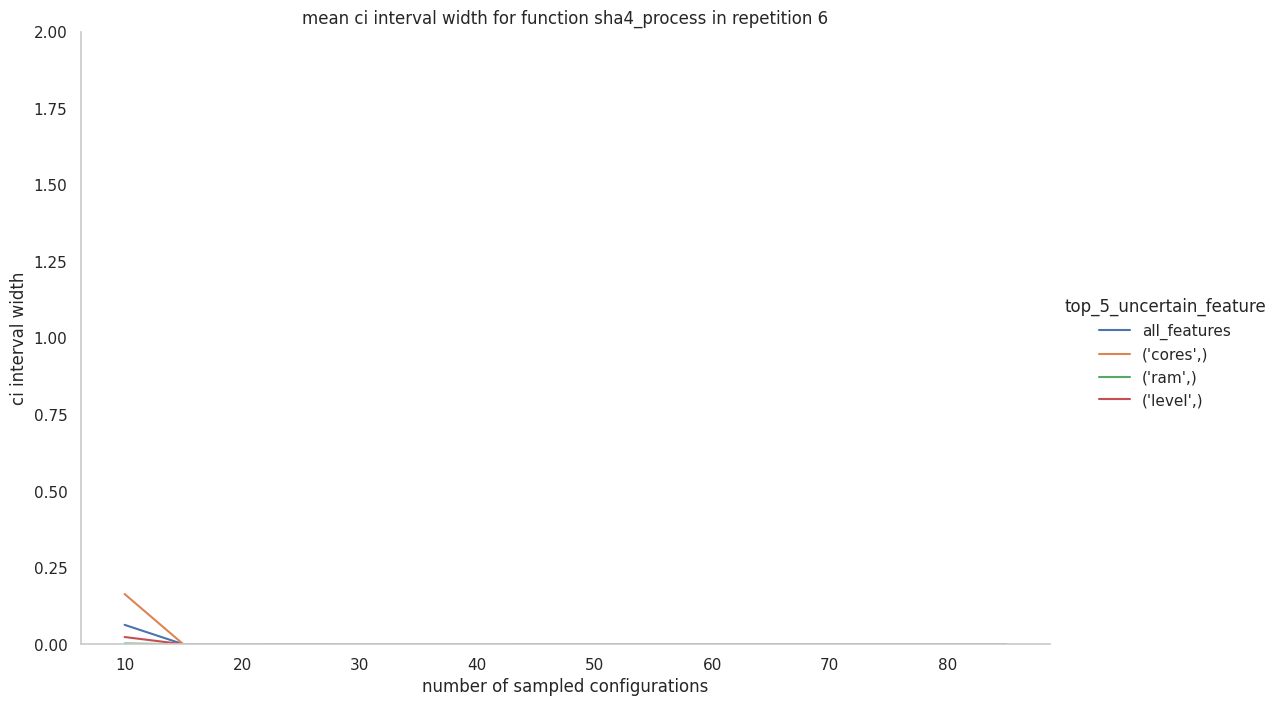 mean ci interval width for function sha4_process in repetition 6
2.00
1.75
1.50
1.25
1.00
0.75
0.50
0.25
0.00
ci interval width
10 20 30 40 50 60 70 80
number of sampled configurations
top_5_uncertain_feature
all_features
('cores',)
('ram',)
('level',)